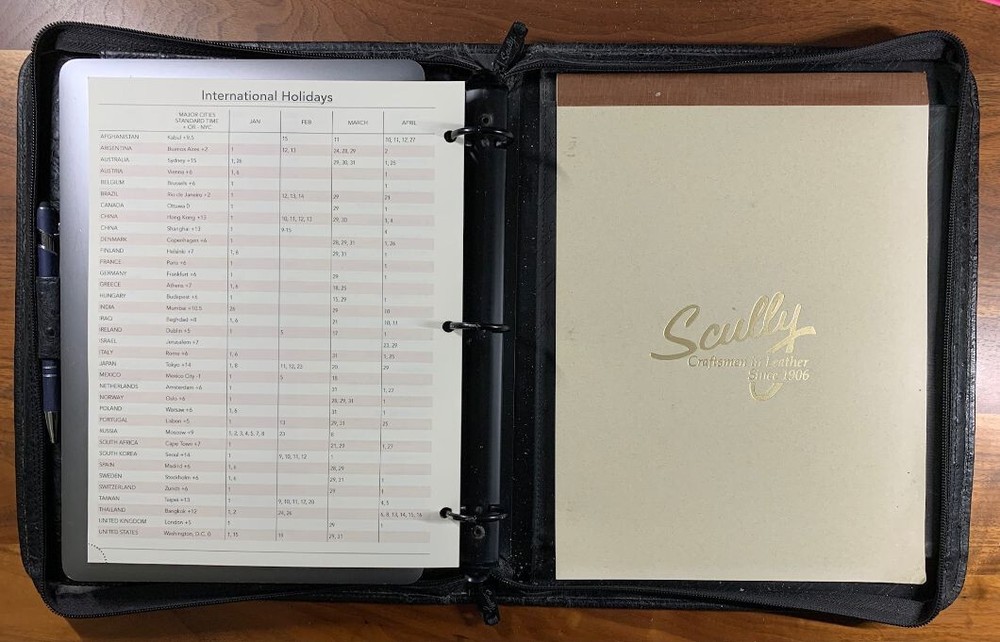 International Holidays
MAJOR CITIES
STANDARD TIME
+ OR - NYC
JAN FEB MARCH APRIL
AFGHANISTAN Kabul +9.5 15 11 10, 11, 12, 27
ARGENTINA Buenos Aires +2 1 12, 13 24, 28, 29 2
AUSTRALIA Sydney +15 1, 26 29, 30, 31 1, 25
AUSTRIA Vienna +6 1, 6 1
BELGIUM Brussels +6 1 1
BRAZIL Rio de Janeiro +2 1 12, 13, 14 29 21
CANADA Ottawa 0 1 29 1
CHINA Hong Kong +13 1 10, 11, 12, 13 29, 30 1, 4
CHINA Shanghai +13 1 9-15 4
DENMARK Copenhagen +6 1 28, 29, 31 1, 26
FINLAND Helsinki +7 1, 6 29, 31 1
FRANCE Paris +6 1 1
GERMANY Frankfurt +6 1 29 1
GREECE Athens +7 1, 6 18, 25
HUNGARY Budapest +6 1 15, 29 1
INDIA Mumbai +10.5 26 29 10
IRAQ Baghdad +8 1, 6 21 10, 11
IRELAND Dublin +5 1 5 1
ISRAEL Jerusalem +7 23, 29
ITALY Rome +6 1, 6 31 1, 25
JAPAN Tokyo +14 1, 8 11, 12, 23 20 29
MEXICO Mexico City -1 1 5 18
NETHERLANDS Amsterdam +6 1 31 1, 27
NORWAY Oslo +6 1 28, 29, 31 1
POLAND Warsaw +6 1, 6 31 1
PORTUGAL Lisbon +5 1 13 29, 31 25
RUSSIA Moscow +9 1, 2, 3, 4, 5, 7, 8 23 8
SOUTH AFRICA Cape Town +7 1 21, 29 1, 27
SOUTH KOREA Seoul +14 1 9, 10, 11, 12 1
SPAIN Madrid +6 1, 6 28, 29
SWEDEN Stockholm +6 1, 6 29, 31 1
SWITZERLAND Zurich +6 1 29 1
TAIWAN Taipei +13 1 9, 10, 11, 12, 28 4, 5
THAILAND Bangkok +12 1, 2 24, 26 6, 8, 13, 14, 15, 16
UNITED KINGDOM London +5 1 29 1
UNITED STATES Washington, D.C. 0 1, 15 19 29, 31
Scully
Craftsmen in Leather
Since 1906